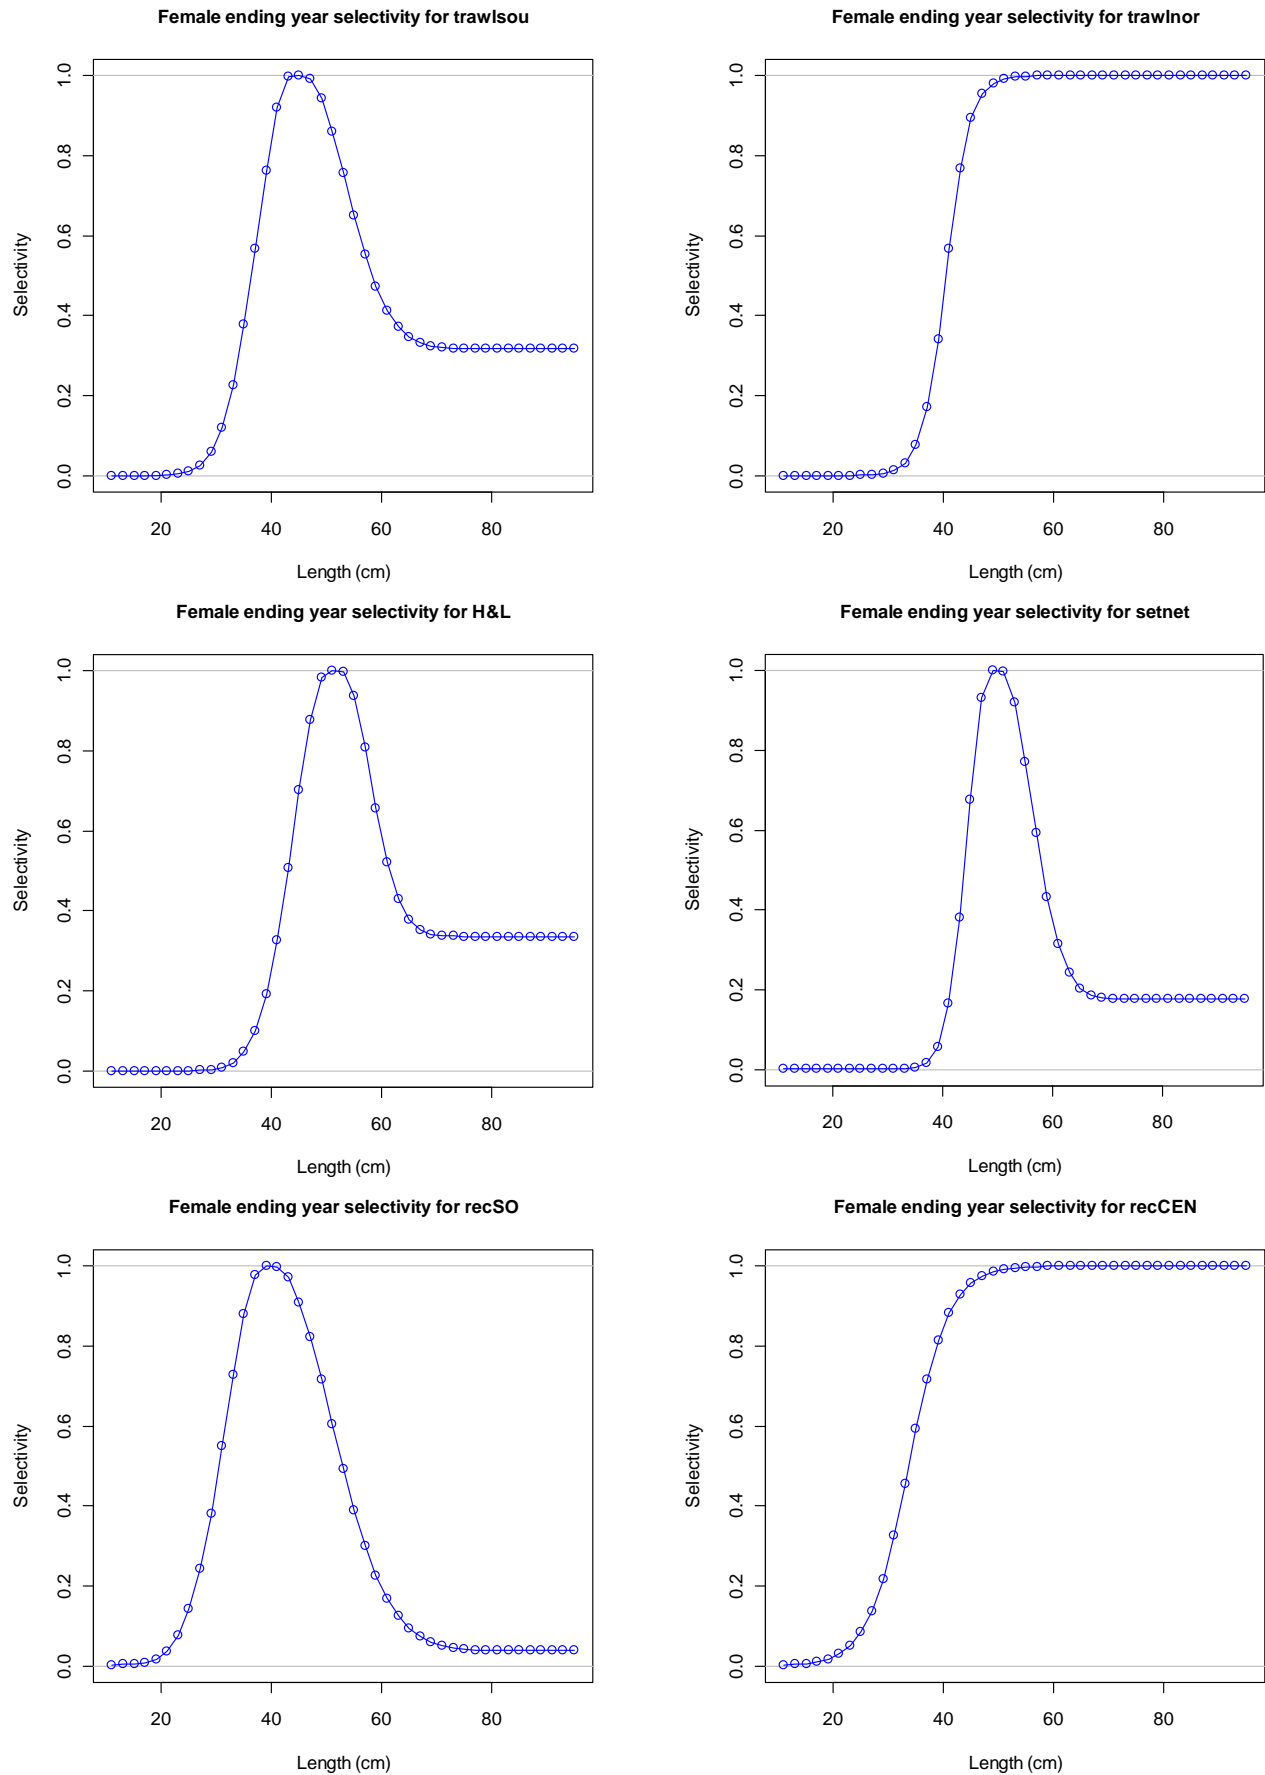 Female ending year selectivity for trawlsou
Selectivity
1.0
0.8
0.6
0.4
0.2
0.0
20 40 60 80
Length (cm)
Female ending year selectivity for trawlnor
Selectivity
1.0
0.8
0.6
0.4
0.2
0.0
20 40 60 80
Length (cm)
Female ending year selectivity for H&L
Selectivity
1.0
0.8
0.6
0.4
0.2
0.0
20 40 60 80
Length (cm)
Female ending year selectivity for setnet
Selectivity
1.0
0.8
0.6
0.4
0.2
0.0
20 40 60 80
Length (cm)
Female ending year selectivity for recSO
Selectivity
1.0
0.8
0.6
0.4
0.2
0.0
20 40 60 80
Length (cm)
Female ending year selectivity for recCEN
Selectivity
1.0
0.8
0.6
0.4
0.2
0.0
20 40 60 80
Length (cm)